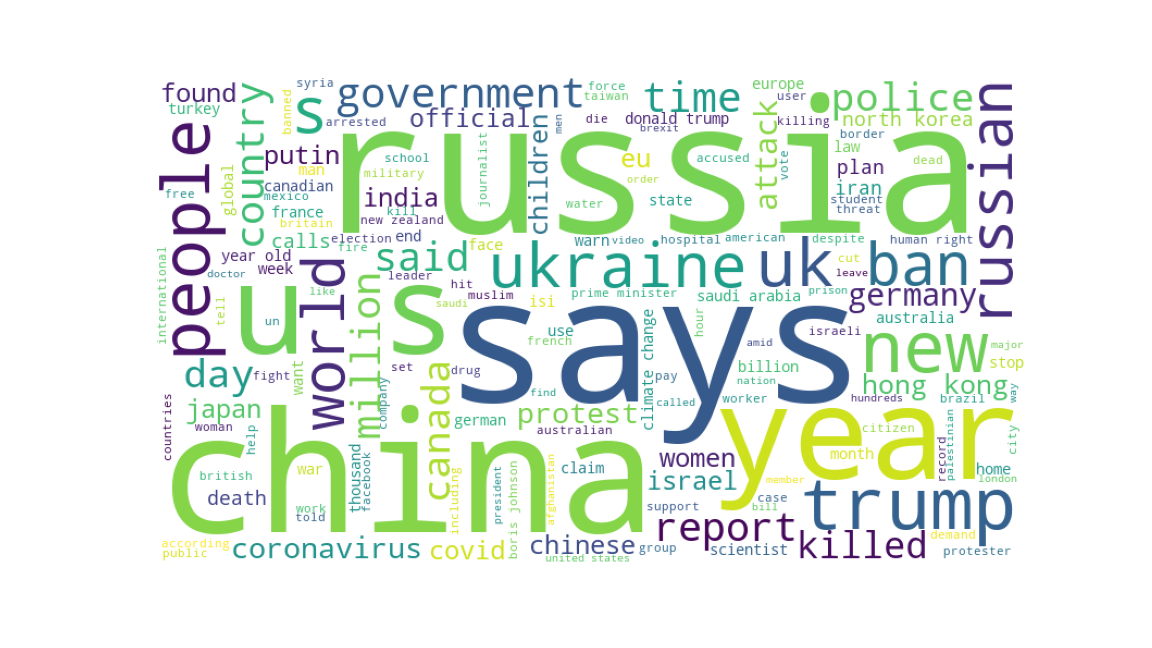 found
syria
government
force
taiwan
time
europe
user
police
russian
turkey
banned
s
arrested
official
men
die
donald trump
brexit
attack
killing
north korea
people
country
putin
school
military
journalist
children
russia
eu
order
accused
vote
border
law
plan
dead
global
man
canadian
mexico
india
kill
water
state
iran
student
threat
free
france
britain
new zealand
international
calls
election
end
fire
face
warn
video
hospital
american
despite
human right
year old
week
said
leader
ukraine
uk
cut
leave
ban
doctor
world
million
hit
muslim
saudi
isi
prime minister
saudi arabia
prison
germany
tell
un
u s
like
use
french
says
climate change
hour
israeli
australia
new
major
day
fight
want
set
drug
amid
stop
company
canada
find
pay
nation
billion
hong kong
way
countries
japan
woman
help
german
protest
australian
called
worker
hundreds
brazil
year
citizen
city
china
women
month
record
palestinian
british
war
thousand
facebook
including
president
boris johnson
afghanistan
claim
israel
member
home
london
death
work
told
support
case
bill
trump
according
public
coronavirus
covid
chinese
united states
group
report
scientist
killed
demand
protester